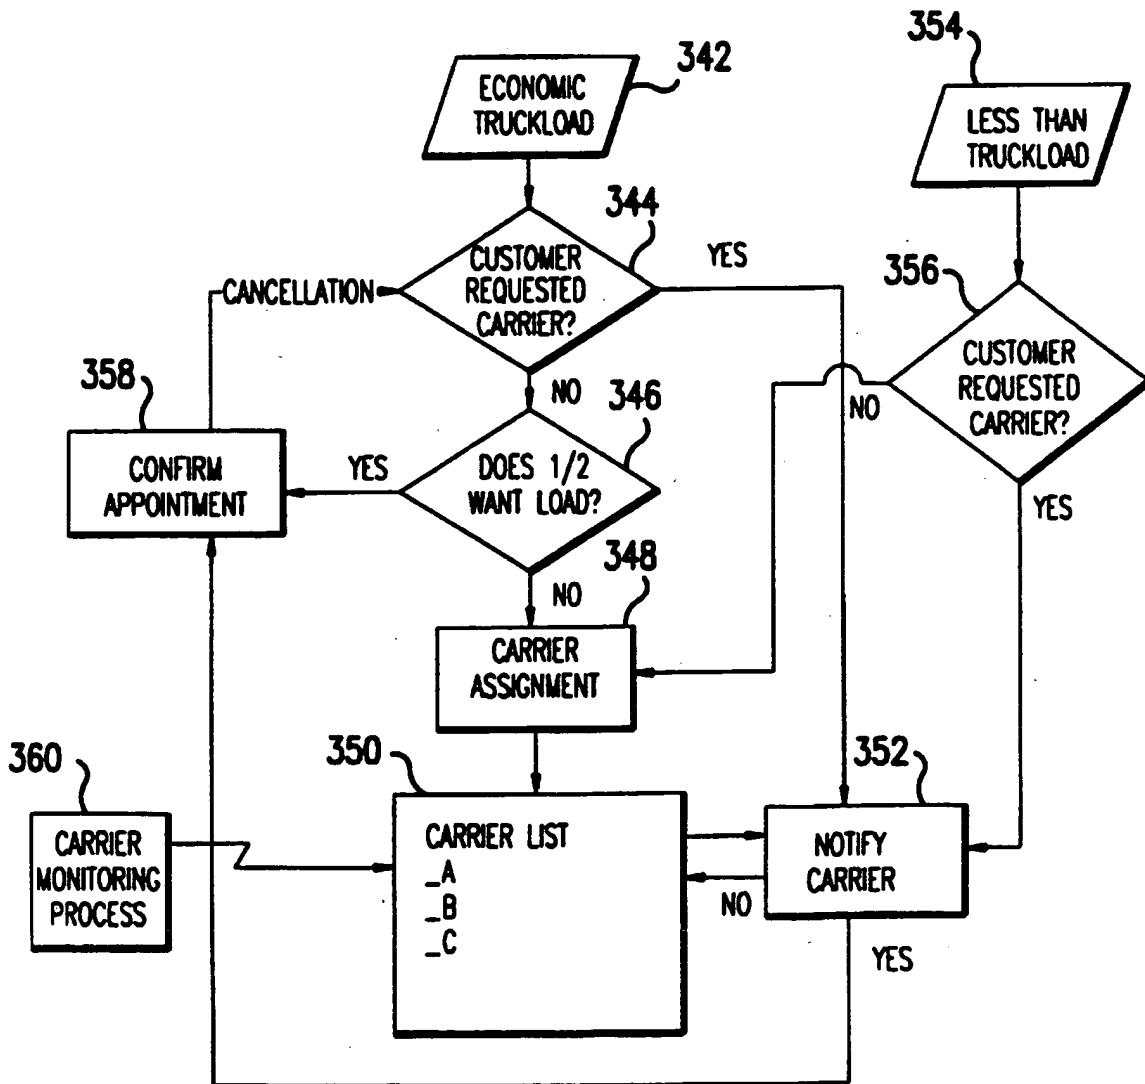 354
342
ECONOMIC
TRUCKLOAD
LESS THAN
TRUCKLOAD
344
CUSTOMER
REQUESTED
CARRIER?
YES
356
CANCELLATION
CUSTOMER
REQUESTED
CARRIER?
358
NO
346
NO
CONFIRM
APPOINTMENT
YES
DOES 1/2
WANT LOAD?
YES
348
NO
CARRIER
ASSIGNMENT
360
350
352
CARRIER
MONITORING
PROCESS
CARRIER LIST
_A
_B
_C
NOTIFY
CARRIER
NO
YES